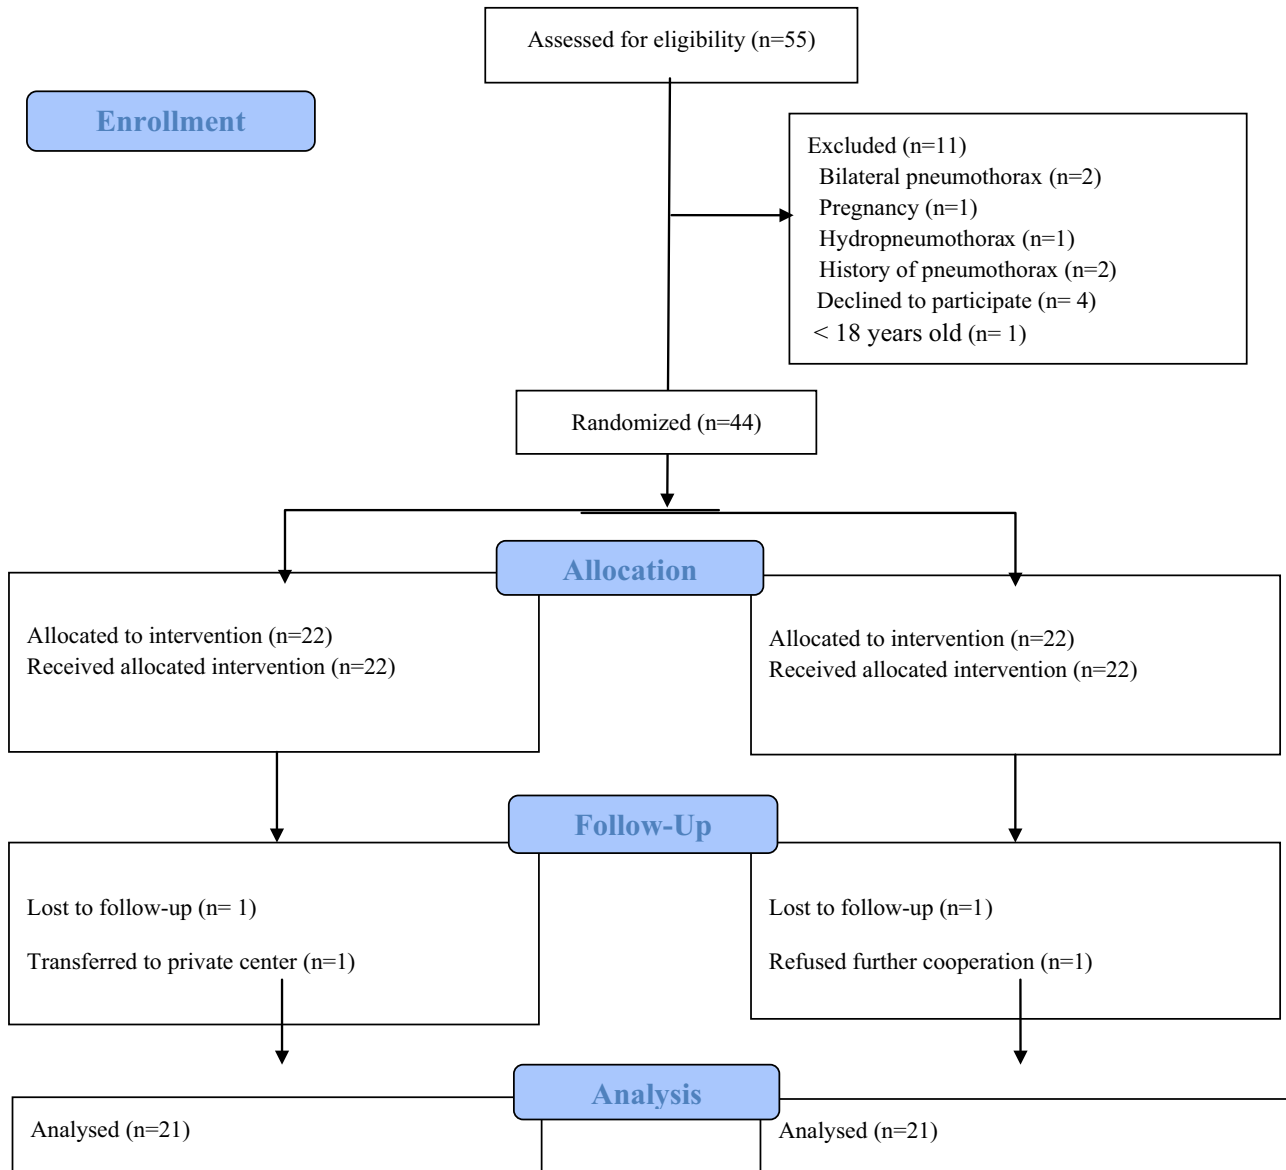 Assessed for eligibility (n=55)
Enrollment
Excluded (n=11)
Bilateral pneumothorax (n=2)
Pregnancy (n=1)
Hydropneumothorax (n=1)
History of pneumothorax (n=2)
Declined to participate (n= 4)
< 18 years old (n= 1)
Randomized (n=44)
Allocation
Allocated to intervention (n=22)
Received allocated intervention (n=22)
Allocated to intervention (n=22)
Received allocated intervention (n=22)
Follow-Up
Lost to follow-up (n= 1)
Transferred to private center (n=1)
Lost to follow-up (n=1)
Refused further cooperation (n=1)
Analysis
Analysed (n=21)
Analysed (n=21)